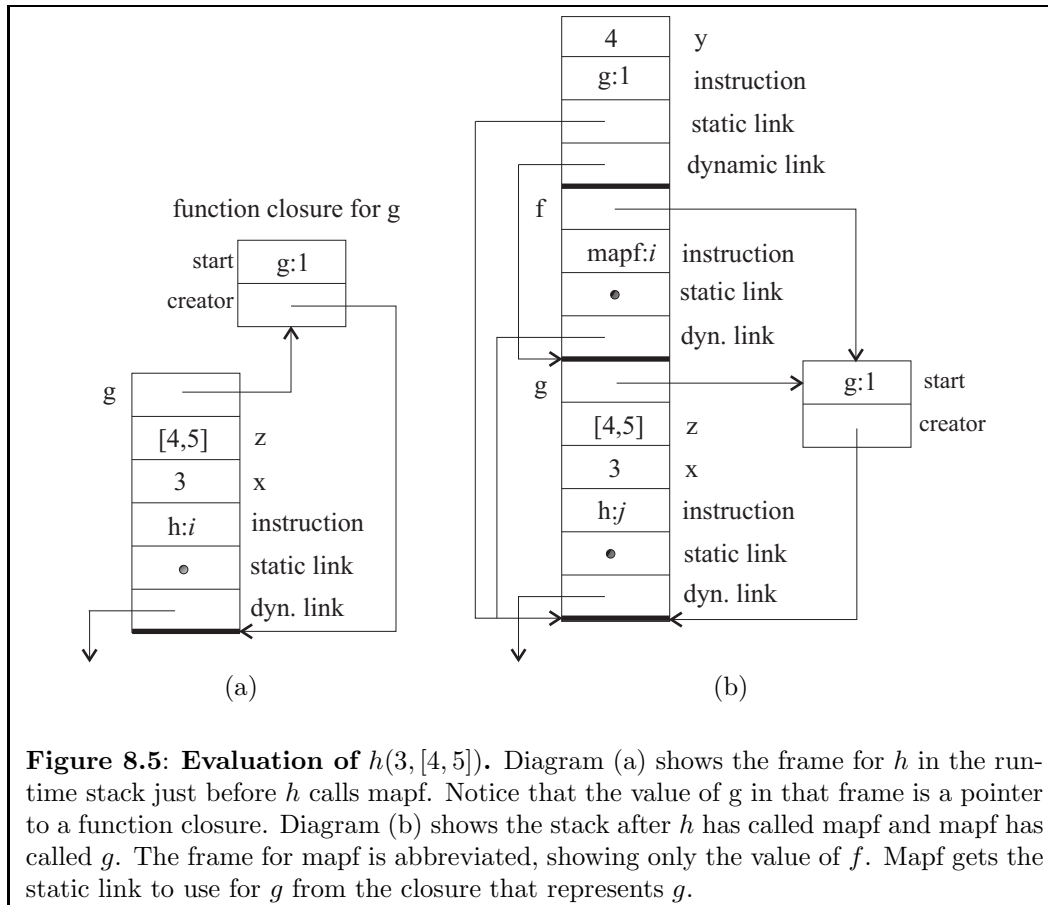 4 y
g:1 instruction
static link
dynamic link
function closure for g
f
start g:1
mapf:i instruction
creator
static link
dyn. link
g
g:1 start
g
creator
[4,5] z
[4,5] z
3 x
3 x
h:i instruction
h:j instruction
static link
static link
dyn. link
dyn. link
(a)
(b)
Figure 8.5: Evaluation of h(3, [4, 5]). Diagram (a) shows the frame for h in the run-
time stack just before h calls mapf. Notice that the value of g in that frame is a pointer
to a function closure. Diagram (b) shows the stack after h has called mapf and mapf has
called g. The frame for mapf is abbreviated, showing only the value of f. Mapf gets the
static link to use for g from the closure that represents g.